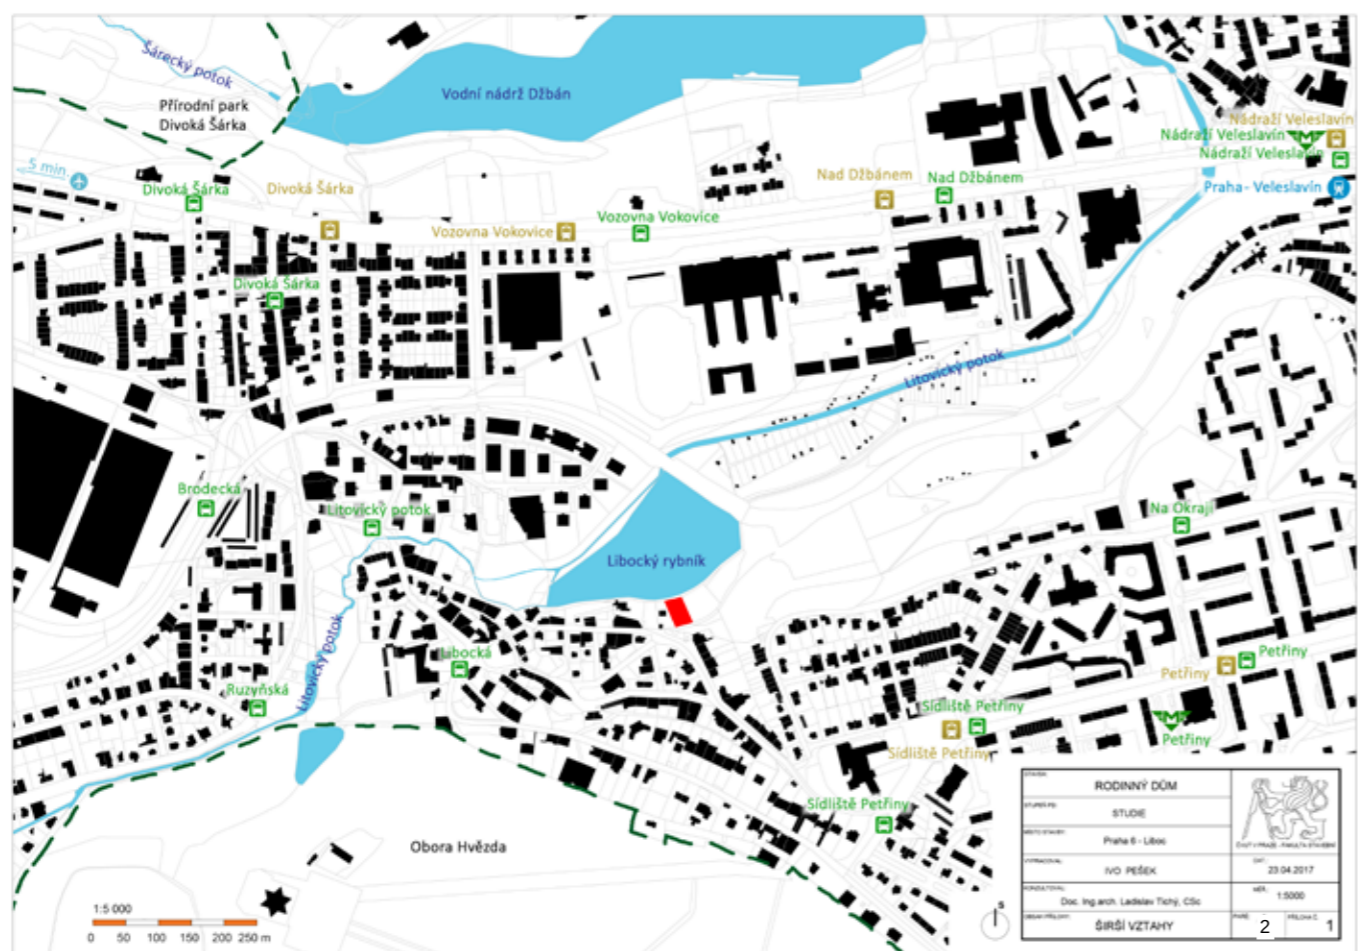 Šárecký potok
Přírodní park
Divoká Šárka
Vodní nádrž Džbán
Nádraží Veleslavín
Nádraží Veleslavín
Nádraží Veleslavín
Praha- Veleslavín
5 min
Divoká Šárka
Divoká Šárka
Nad Džbánem
Nad Džbánem
Vozovna Vokovice
Vozovna Vokovice
Divoká Šárka
Litovický potok
Brodecká
Litovický potok
Na Okraji
Libocký rybník
Litovický potok
Libocká
Ruzyňská
Petřiny
Petřiny
Sídliště Petřiny
Sídliště Petřiny
M
Petřiny
Sídliště Petřiny
Obora Hvězda
1:5 000
0 50 100 150 200 250 m
S
RODINNÝ DŮM
STUDIE
Praha 6 - Liboc
IVO PEŠEK
Doc. Ing.arch. Ladislav Tichý, CSc
ŠIRŠÍ VZTAHY
ČVUT V PRAZE - FAKULTA STAVEBNÍ
23.04.2017
1:5000
2
1